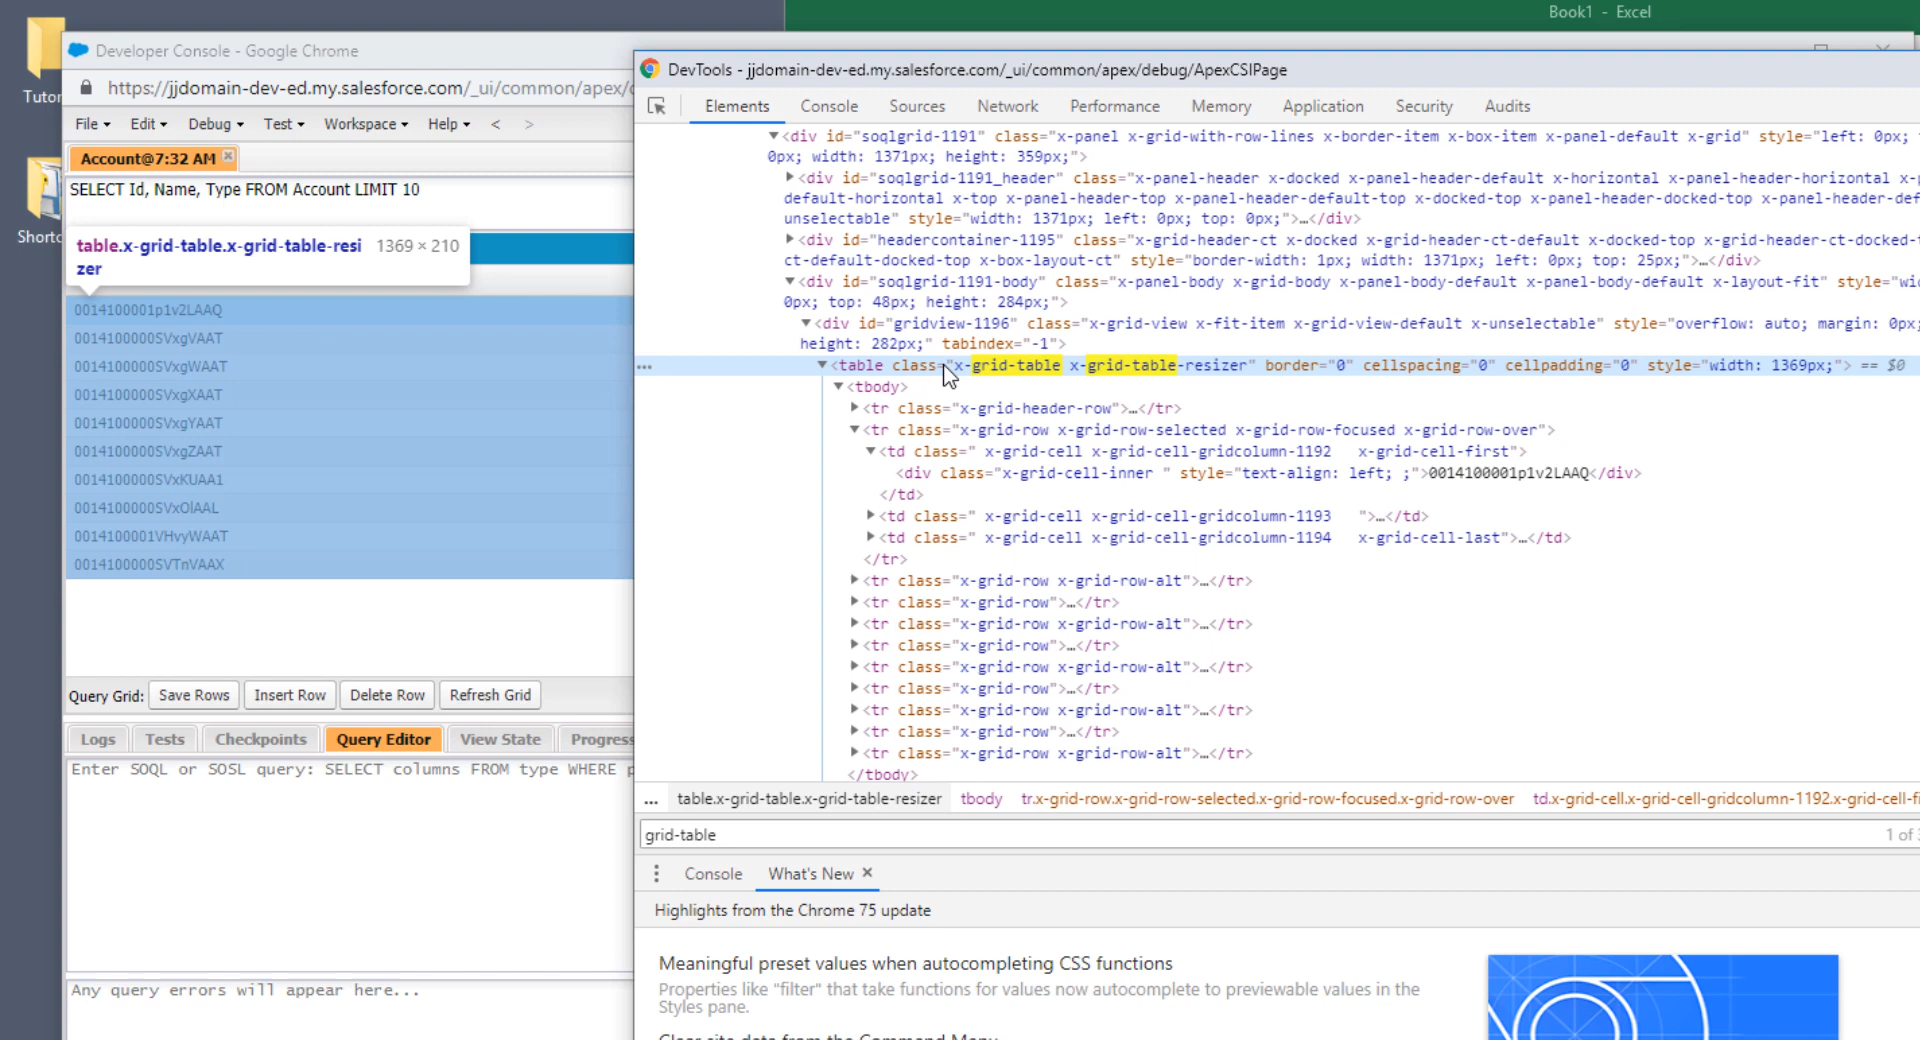 Book1 - Excel
Tutor
Shortc
Developer Console - Google Chrome
https://jjdomain-dev-ed.my.salesforce.com/_ui/common/apex/
File Edit Debug Test Workspace Help < >
Account@7:32 AM
SELECT Id, Name, Type FROM Account LIMIT 10
table.x-grid-table.x-grid-table-resi 1369 × 210
zer
0014100001p1v2LAAQ
0014100000SVxgVAAT
0014100000SVxgWAAT
0014100000SVxgXAAT
0014100000SVxgYAAT
0014100000SVxgZAAT
0014100000SVxKUAA1
0014100000SVxOlAAL
0014100001VHvyWAAT
0014100000SVTnVAAX
Query Grid: Save Rows Insert Row Delete Row Refresh Grid
Logs Tests Checkpoints Query Editor View State Progress
Enter SOQL or SOSL query: SELECT columns FROM type WHERE
Any query errors will appear here...
DevTools - jjdomain-dev-ed.my.salesforce.com/_ui/common/apex/debug/ApexCSIPage
Elements Console Sources Network Performance Memory Application Security Audits
<div id="soqlgrid-1191" class="x-panel x-grid-with-row-lines x-border-item x-box-item x-panel-default x-grid" style="left: 0px;
0px; width: 1371px; height: 359px;">
<div id="soqlgrid-1191_header" class="x-panel-header x-docked x-panel-header-default x-horizontal x-panel-header-horizontal x-p
default-horizontal x-top x-panel-header-top x-panel-header-default-top x-docked-top x-panel-header-docked-top x-panel-header-def
unselectable" style="width: 1371px; left: 0px; top: 0px;">…</div>
<div id="headercontainer-1195" class="x-grid-header-ct x-docked x-grid-header-ct-default x-docked-top x-grid-header-ct-docked-t
ct-default-docked-top x-box-layout-ct" style="border-width: 1px; width: 1371px; left: 0px; top: 25px;">…</div>
<div id="soqlgrid-1191-body" class="x-panel-body x-grid-body x-panel-body-default x-panel-body-default x-layout-fit" style="wid
0px; top: 48px; height: 284px;">
<div id="gridview-1196" class="x-grid-view x-fit-item x-grid-view-default x-unselectable" style="overflow: auto; margin: 0px;
height: 282px;" tabindex="-1">
… <table class="x-grid-table x-grid-table-resizer" border="0" cellspacing="0" cellpadding="0" style="width: 1369px;"> == $0
<tbody>
<tr class="x-grid-header-row">…</tr>
<tr class="x-grid-row x-grid-row-selected x-grid-row-focused x-grid-row-over">
<td class=" x-grid-cell x-grid-cell-gridcolumn-1192   x-grid-cell-first">
<div class="x-grid-cell-inner " style="text-align: left; ;">0014100001p1v2LAAQ</div>
</td>
<td class=" x-grid-cell x-grid-cell-gridcolumn-1193   ">…</td>
<td class=" x-grid-cell x-grid-cell-gridcolumn-1194   x-grid-cell-last">…</td>
</tr>
<tr class="x-grid-row x-grid-row-alt">…</tr>
<tr class="x-grid-row">…</tr>
<tr class="x-grid-row x-grid-row-alt">…</tr>
<tr class="x-grid-row">…</tr>
<tr class="x-grid-row x-grid-row-alt">…</tr>
<tr class="x-grid-row">…</tr>
<tr class="x-grid-row x-grid-row-alt">…</tr>
<tr class="x-grid-row">…</tr>
<tr class="x-grid-row x-grid-row-alt">…</tr>
</tbody>
... table.x-grid-table.x-grid-table-resizer tbody tr.x-grid-row.x-grid-row-selected.x-grid-row-focused.x-grid-row-over td.x-grid-cell.x-grid-cell-gridcolumn-1192.x-grid-cell-fi
grid-table 1 of
Console What's New ×
Highlights from the Chrome 75 update
Meaningful preset values when autocompleting CSS functions
Properties like "filter" that take functions for values now autocomplete to previewable values in the
Styles pane.
Clear site data from the Command Menu